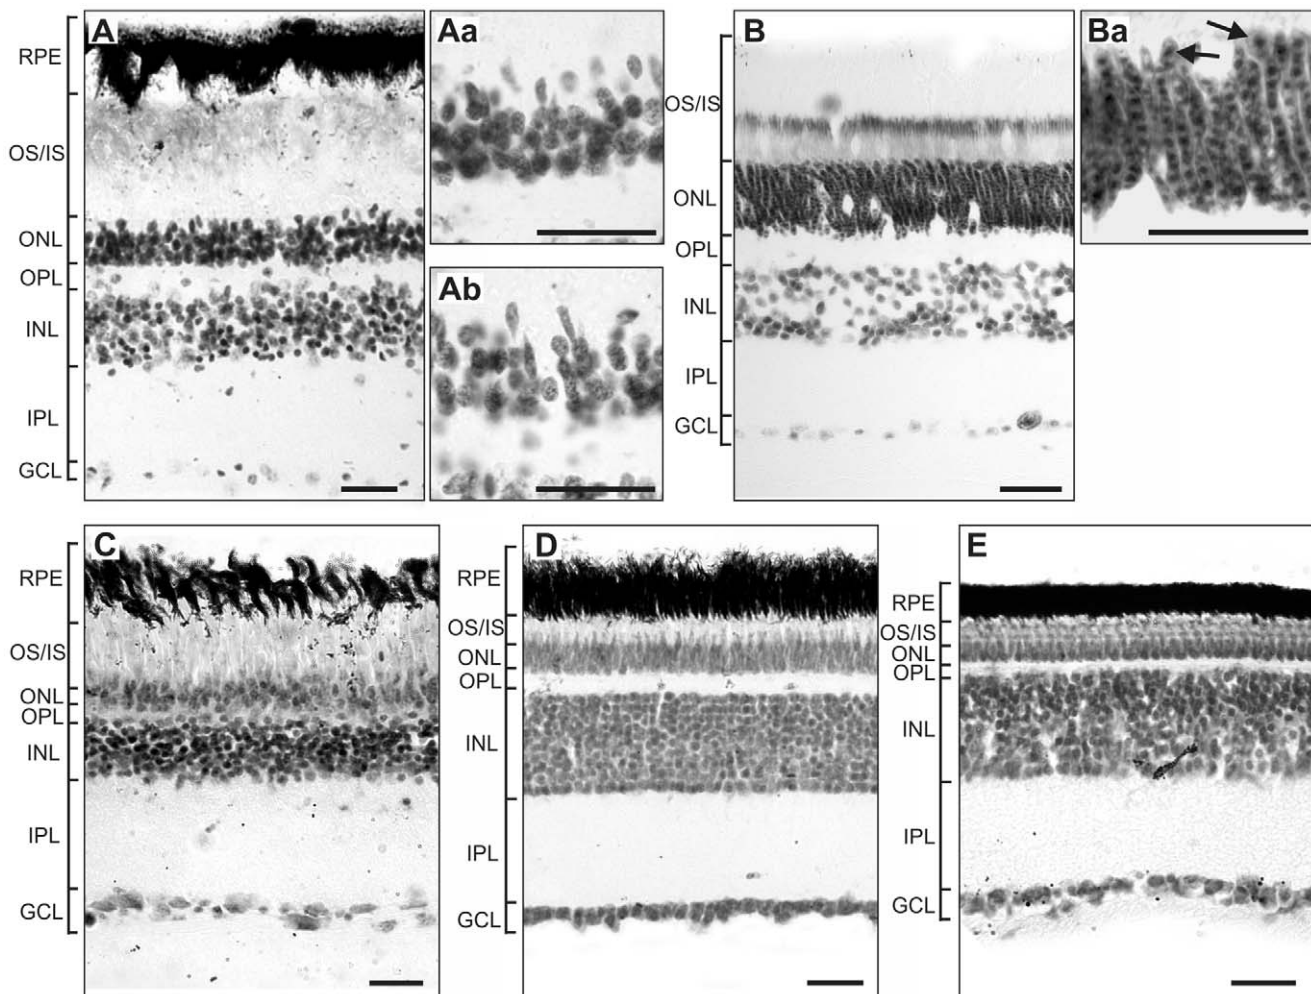 A
RPE
OS/IS
ONL
OPL
INL
IPL
GCL
Aa
Ab
B
OS/IS
ONL
OPL
INL
IPL
GCL
Ba
C
RPE
OS/IS
ONL
OPL
INL
IPL
GCL
D
RPE
OS/IS
ONL
OPL
INL
IPL
GCL
E
RPE
OS/IS
ONL
OPL
INL
IPL
GCL